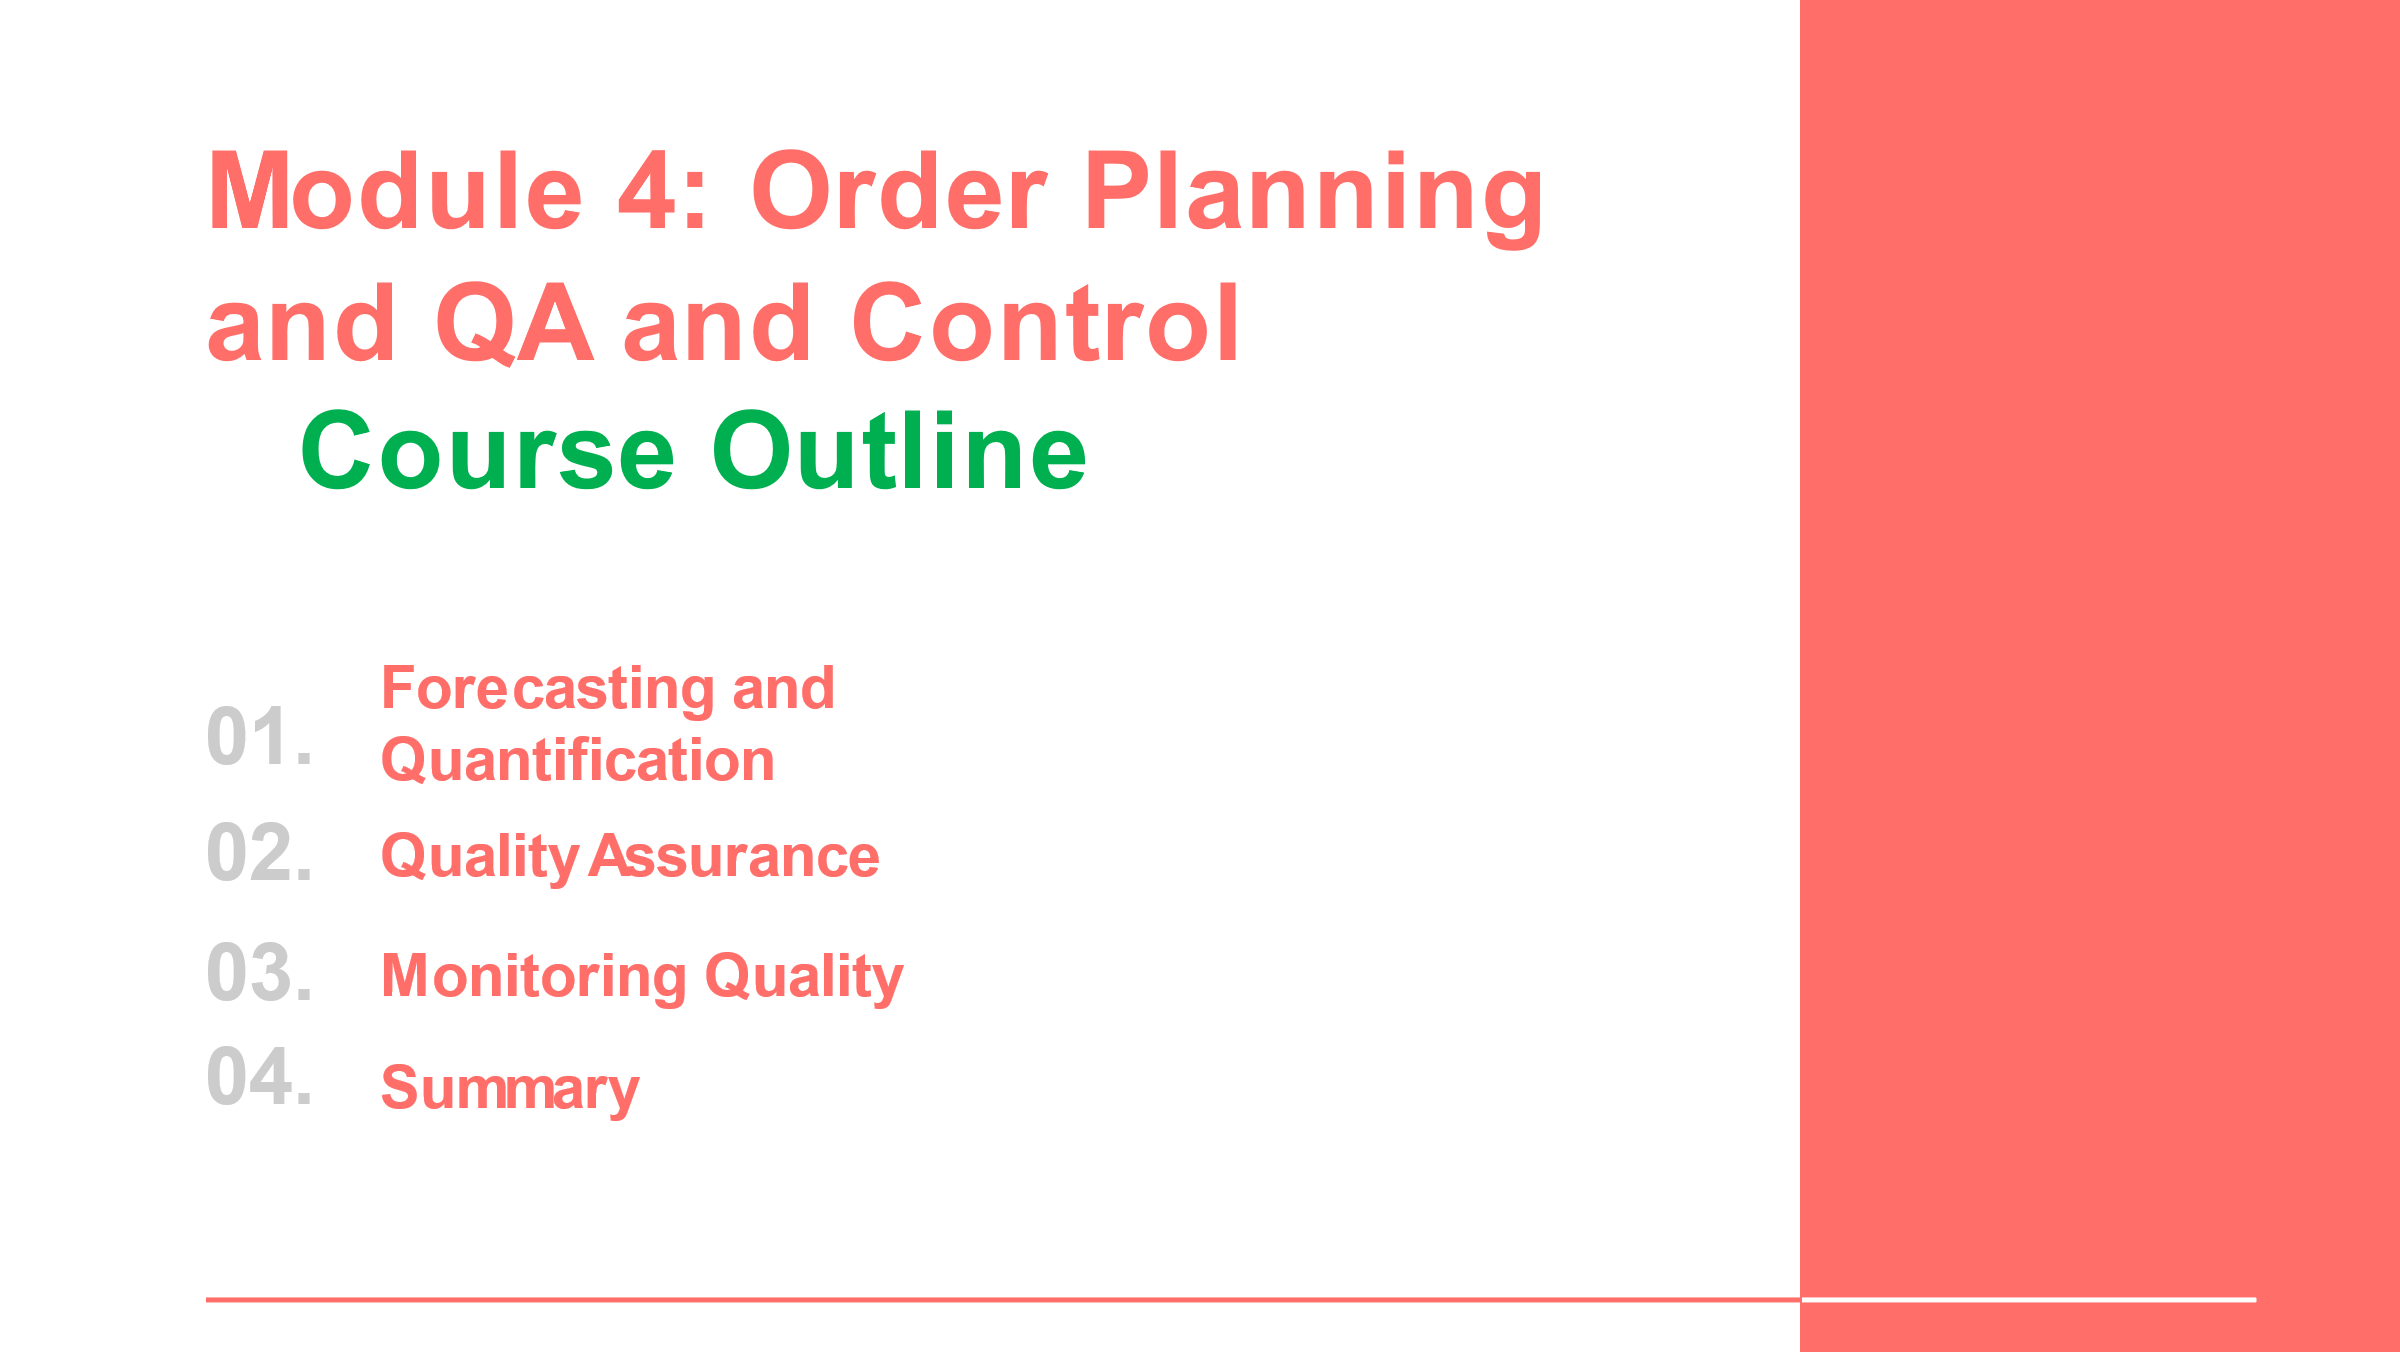 Module 4: Order Planning
and QA and Control
Course Outline
01. Forecasting and
Quantification
02. Quality Assurance
03. Monitoring Quality
04. Summary